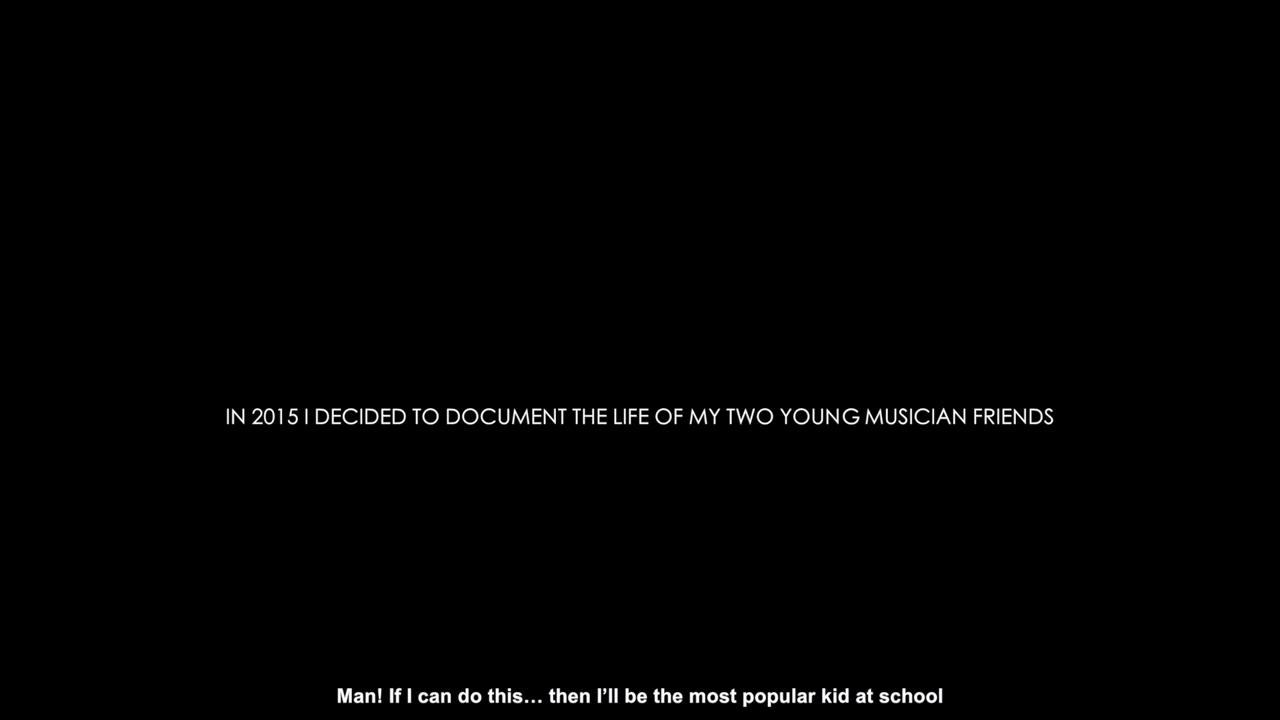 IN 2015 I DECIDED TO DOCUMENT THE LIFE OF MY TWO YOUNG MUSICIAN FRIENDS
Man! If I can do this… then I’ll be the most popular kid at school